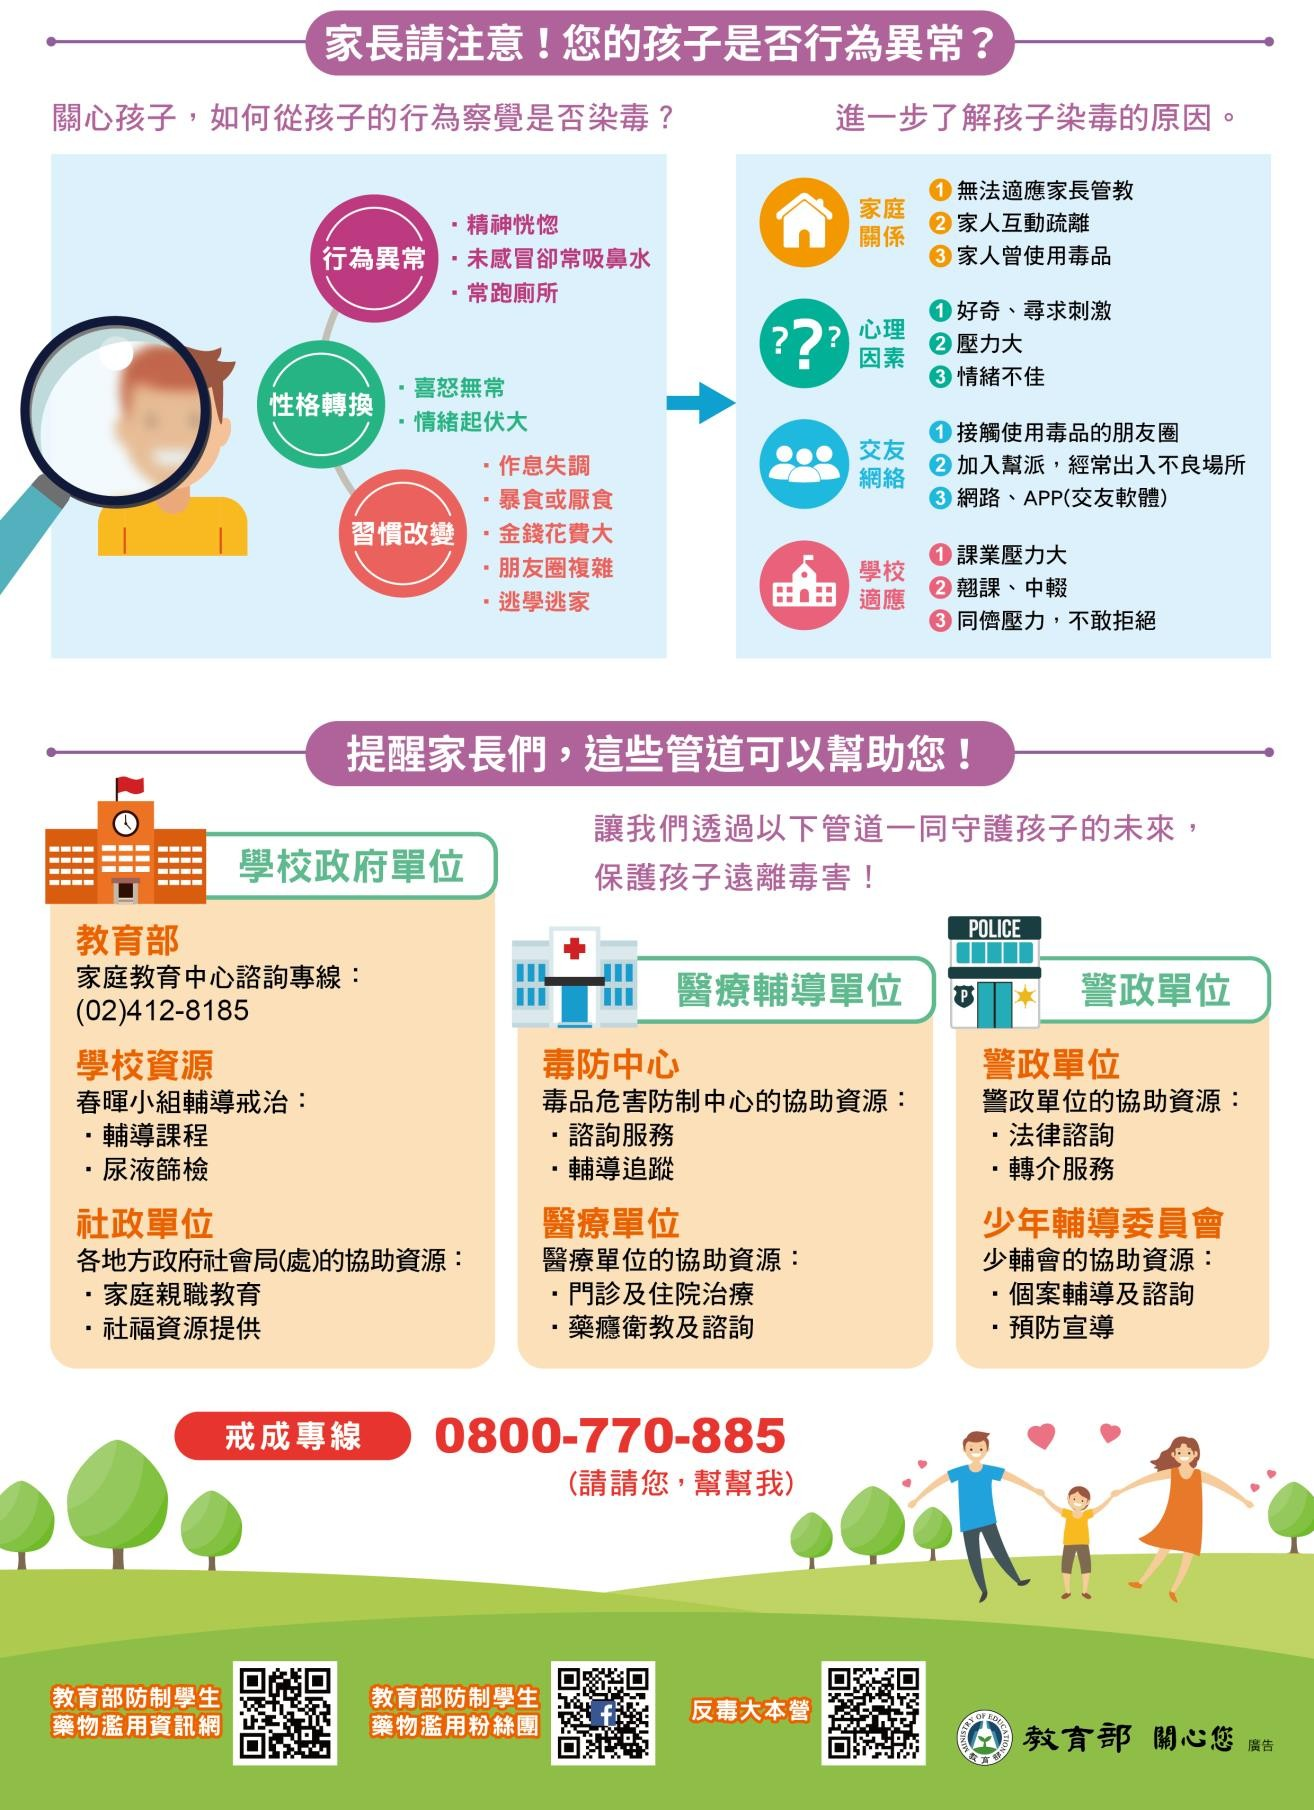 家長請注意！您的孩子是否行為異常？
關心孩子，如何從孩子的行為察覺是否染毒？
行為異常
・精神恍惚
・未感冒卻常吸鼻水
・常跑廁所
性格轉換
・喜怒無常
・情緒起伏大
習慣改變
・作息失調
・暴食或厭食
・金錢花費大
・朋友圈複雜
・逃學逃家
進一步了解孩子染毒的原因。
家庭
關係
1 無法適應家長管教
2 家人互動疏離
3 家人曾使用毒品
? ? ?
心理
因素
1 好奇、尋求刺激
2 壓力大
3 情緒不佳
交友
網絡
1 接觸使用毒品的朋友圈
2 加入幫派，經常出入不良場所
3 網路、APP(交友軟體)
學校
適應
1 課業壓力大
2 翹課、中輟
3 同儕壓力，不敢拒絕
提醒家長們，這些管道可以幫助您！
讓我們透過以下管道一同守護孩子的未來，
保護孩子遠離毒害！
學校政府單位
教育部
家庭教育中心諮詢專線：
(02)412-8185
學校資源
春暉小組輔導戒治：
・輔導課程
・尿液篩檢
社政單位
各地方政府社會局(處)的協助資源：
・家庭親職教育
・社福資源提供
醫療輔導單位
毒防中心
毒品危害防制中心的協助資源：
・諮詢服務
・輔導追蹤
醫療單位
醫療單位的協助資源：
・門診及住院治療
・藥癮衛教及諮詢
POLICE
P
警政單位
警政單位
警政單位的協助資源：
・法律諮詢
・轉介服務
少年輔導委員會
少輔會的協助資源：
・個案輔導及諮詢
・預防宣導
戒成專線
0800-770-885
(請請您，幫幫我)
教育部防制學生
藥物濫用資訊網
教育部防制學生
藥物濫用粉絲團
f
反毒大本營
MINISTRY OF EDUCATION
教育部
教育部 關心您 廣告